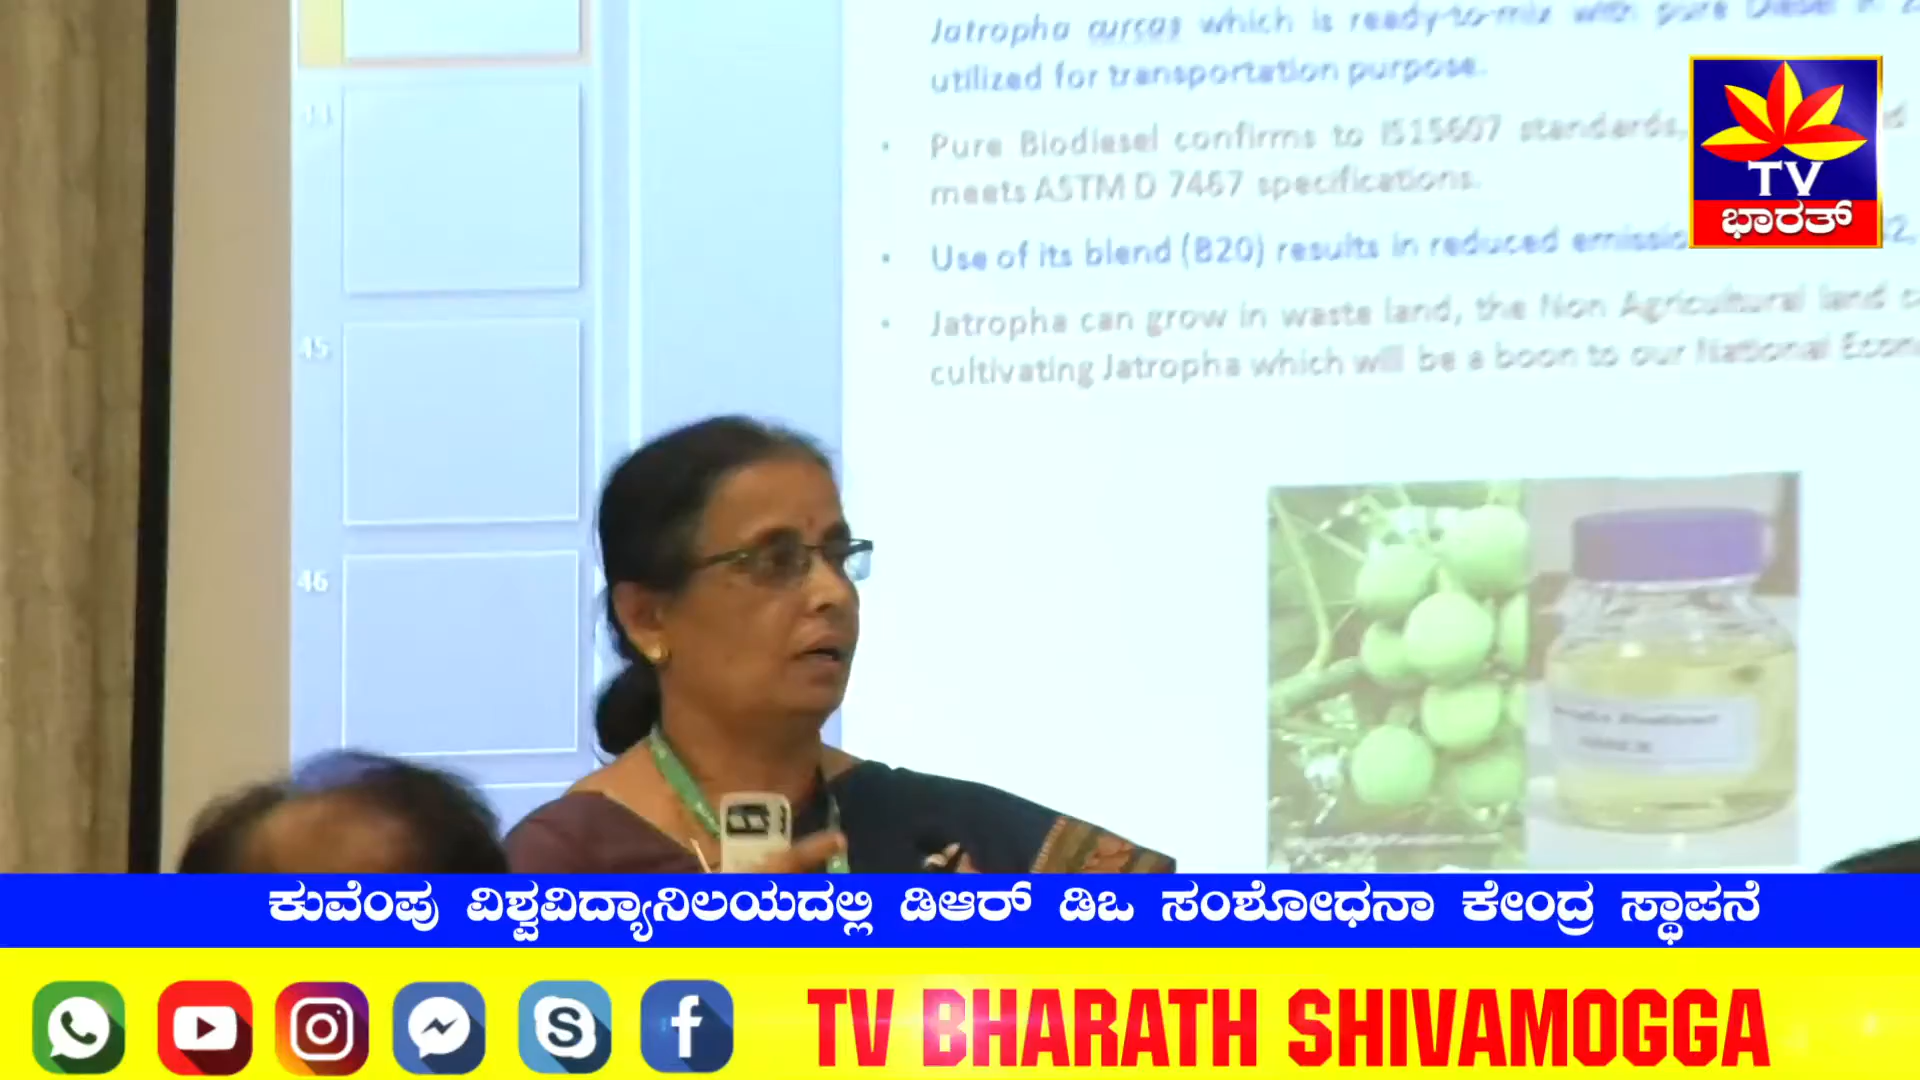 Jatropha curcas which is ready-to-mix with pure Diesel in
utilized for transportation purpose.
• Pure Biodiesel confirms to IS15607 standards,
meets ASTM D 7467 specifications.
• Use of its blend (B20) results in reduced
• Jatropha can grow in waste land, the Non Agricultural land
cultivating Jatropha which will be a boon to our National
45
46
TV
ಭಾರತ್
ಕುವೆಂಪು ವಿಶ್ವವಿದ್ಯಾನಿಲಯದಲ್ಲಿ ಡಿಆರ್ ಡಿಒ ಸಂಶೋಧನಾ ಕೇಂದ್ರ ಸ್ಥಾಪನೆ
TV BHARATH SHIVAMOGGA